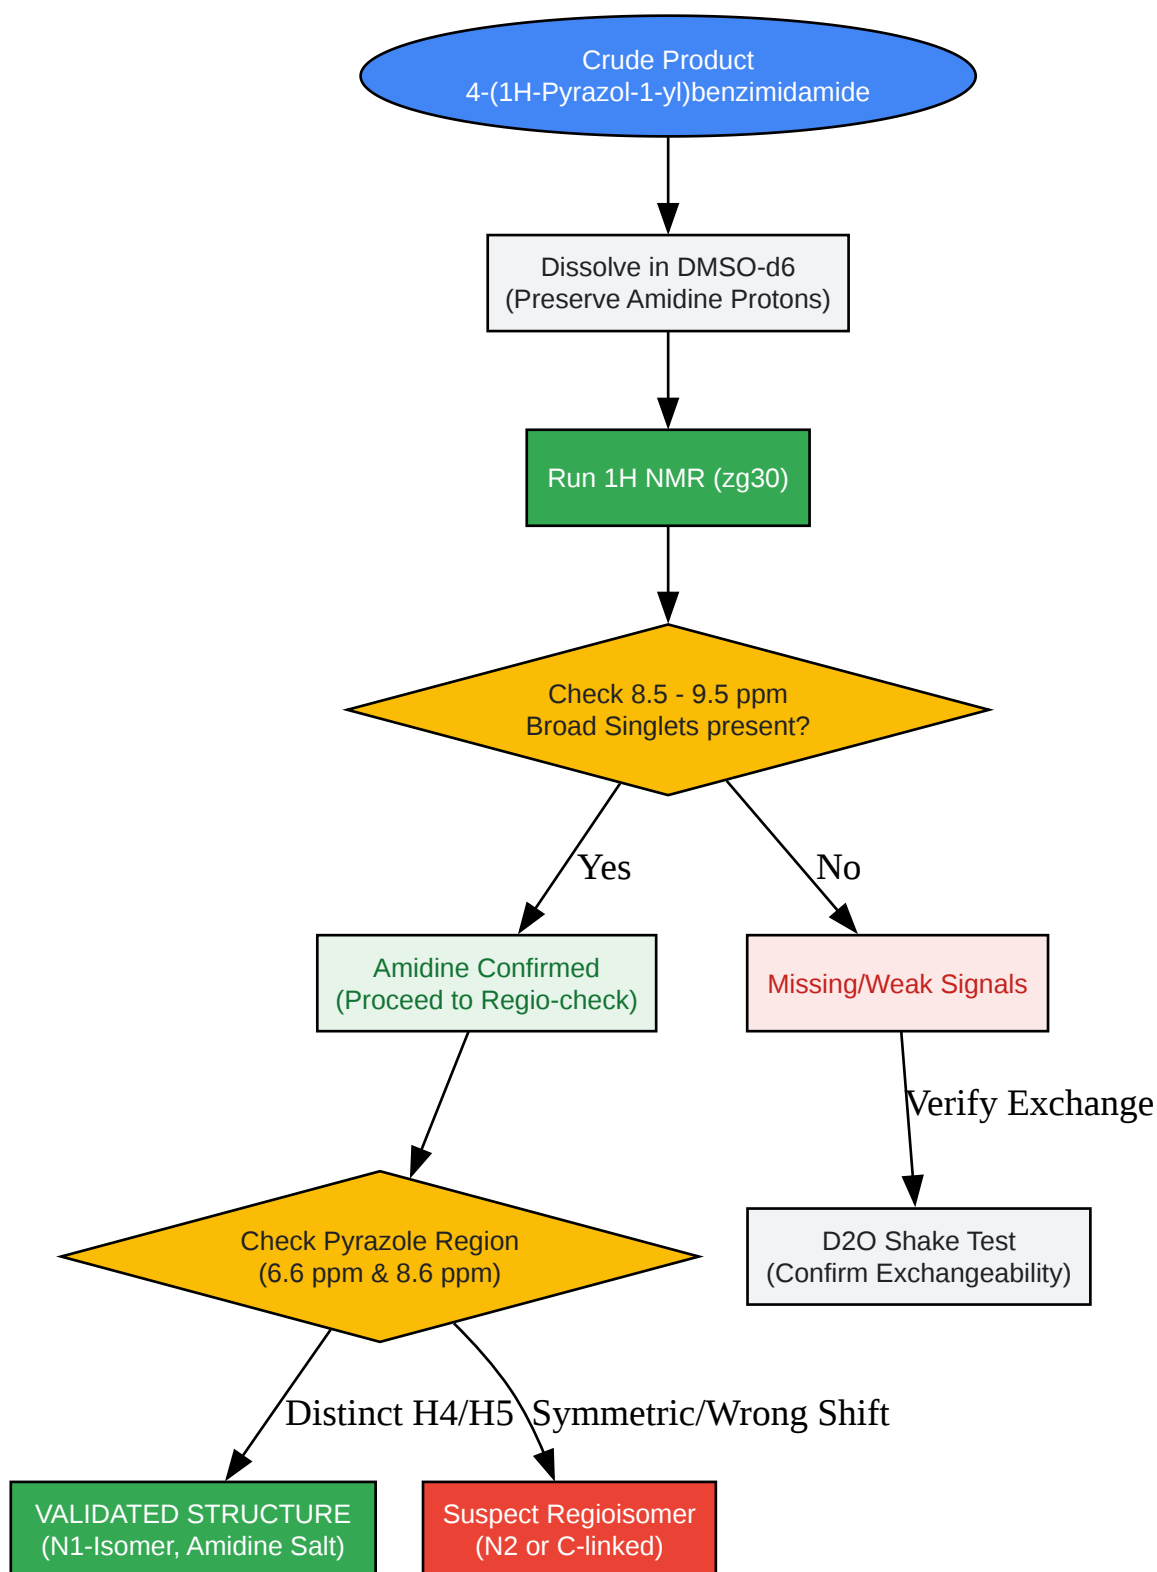 Crude Product
4-(1H-Pyrazol-1-yl)benzimidamide
Dissolve in DMSO-d6
(Preserve Amidine Protons)
Run 1H NMR (zg30)
Check 8.5 - 9.5 ppm
Broad Singlets present?
Yes
No
Amidine Confirmed
(Proceed to Regio-check)
Missing/Weak Signals
Verify Exchange
Check Pyrazole Region
(6.6 ppm & 8.6 ppm)
D2O Shake Test
(Confirm Exchangeability)
Distinct H4/H5
Symmetric/Wrong Shift
VALIDATED STRUCTURE
(N1-Isomer, Amidine Salt)
Suspect Regioisomer
(N2 or C-linked)